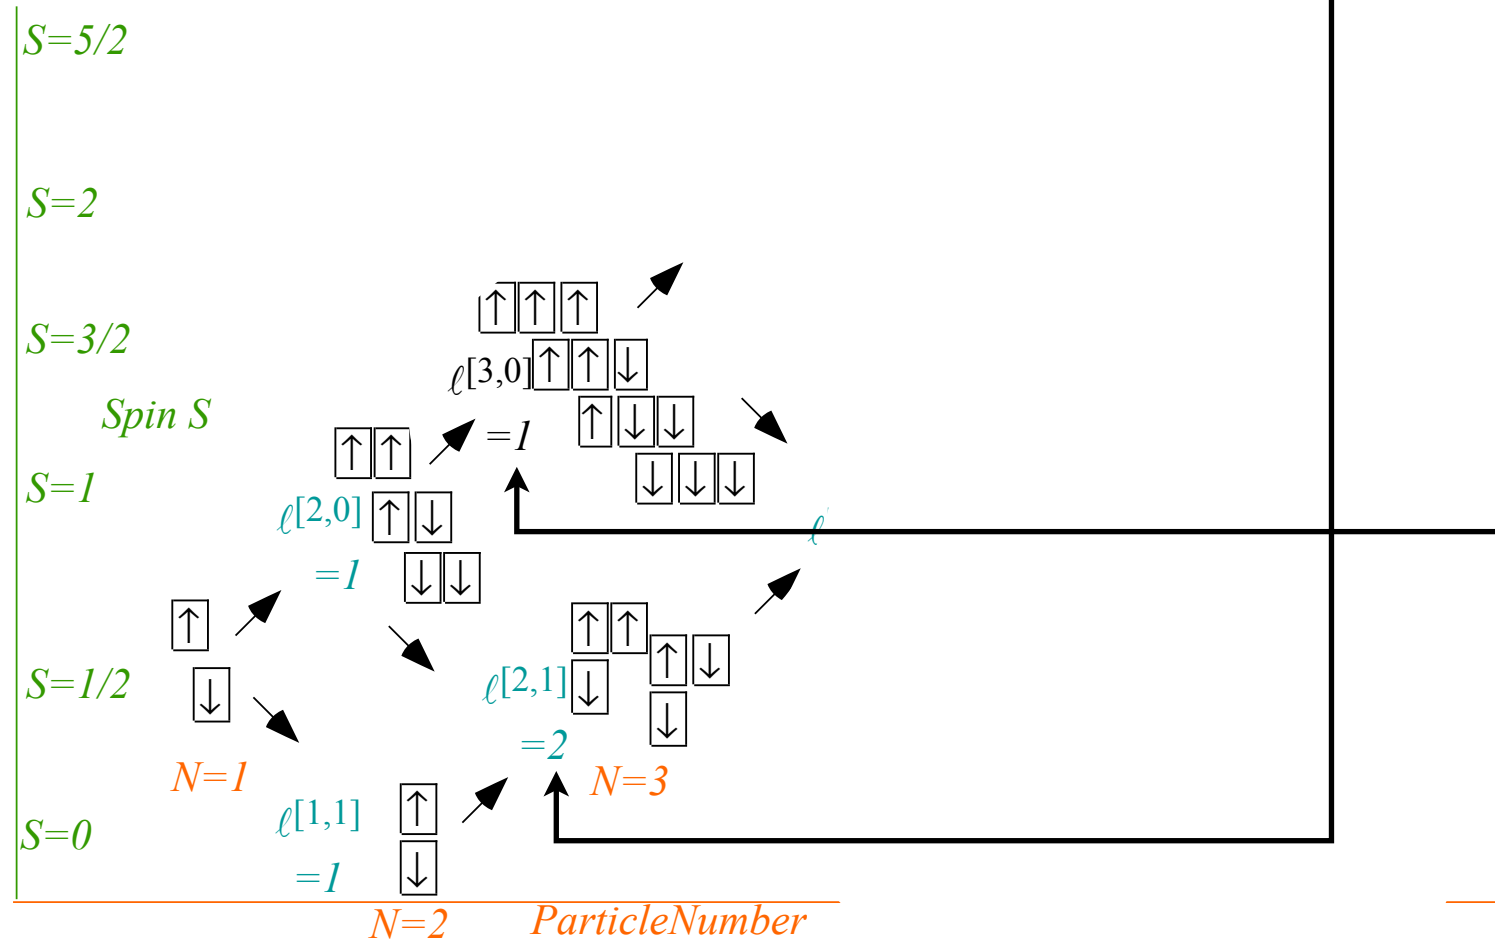 S=5/2
S=2
↑ ↑ ↑
S=3/2
ℓ[3,0] ↑ ↑ ↓
=1
↑ ↓ ↓
↓ ↓ ↓
Spin S
↑ ↑
S=1
ℓ[2,0] ↑ ↓
=1
↓ ↓
ℓ
↑
↓
S=1/2
↑ ↑
↓
ℓ[2,1]
=2
↑ ↓
↓
N=1
N=3
ℓ[1,1]
=1
↑
↓
S=0
N=2
ParticleNumber